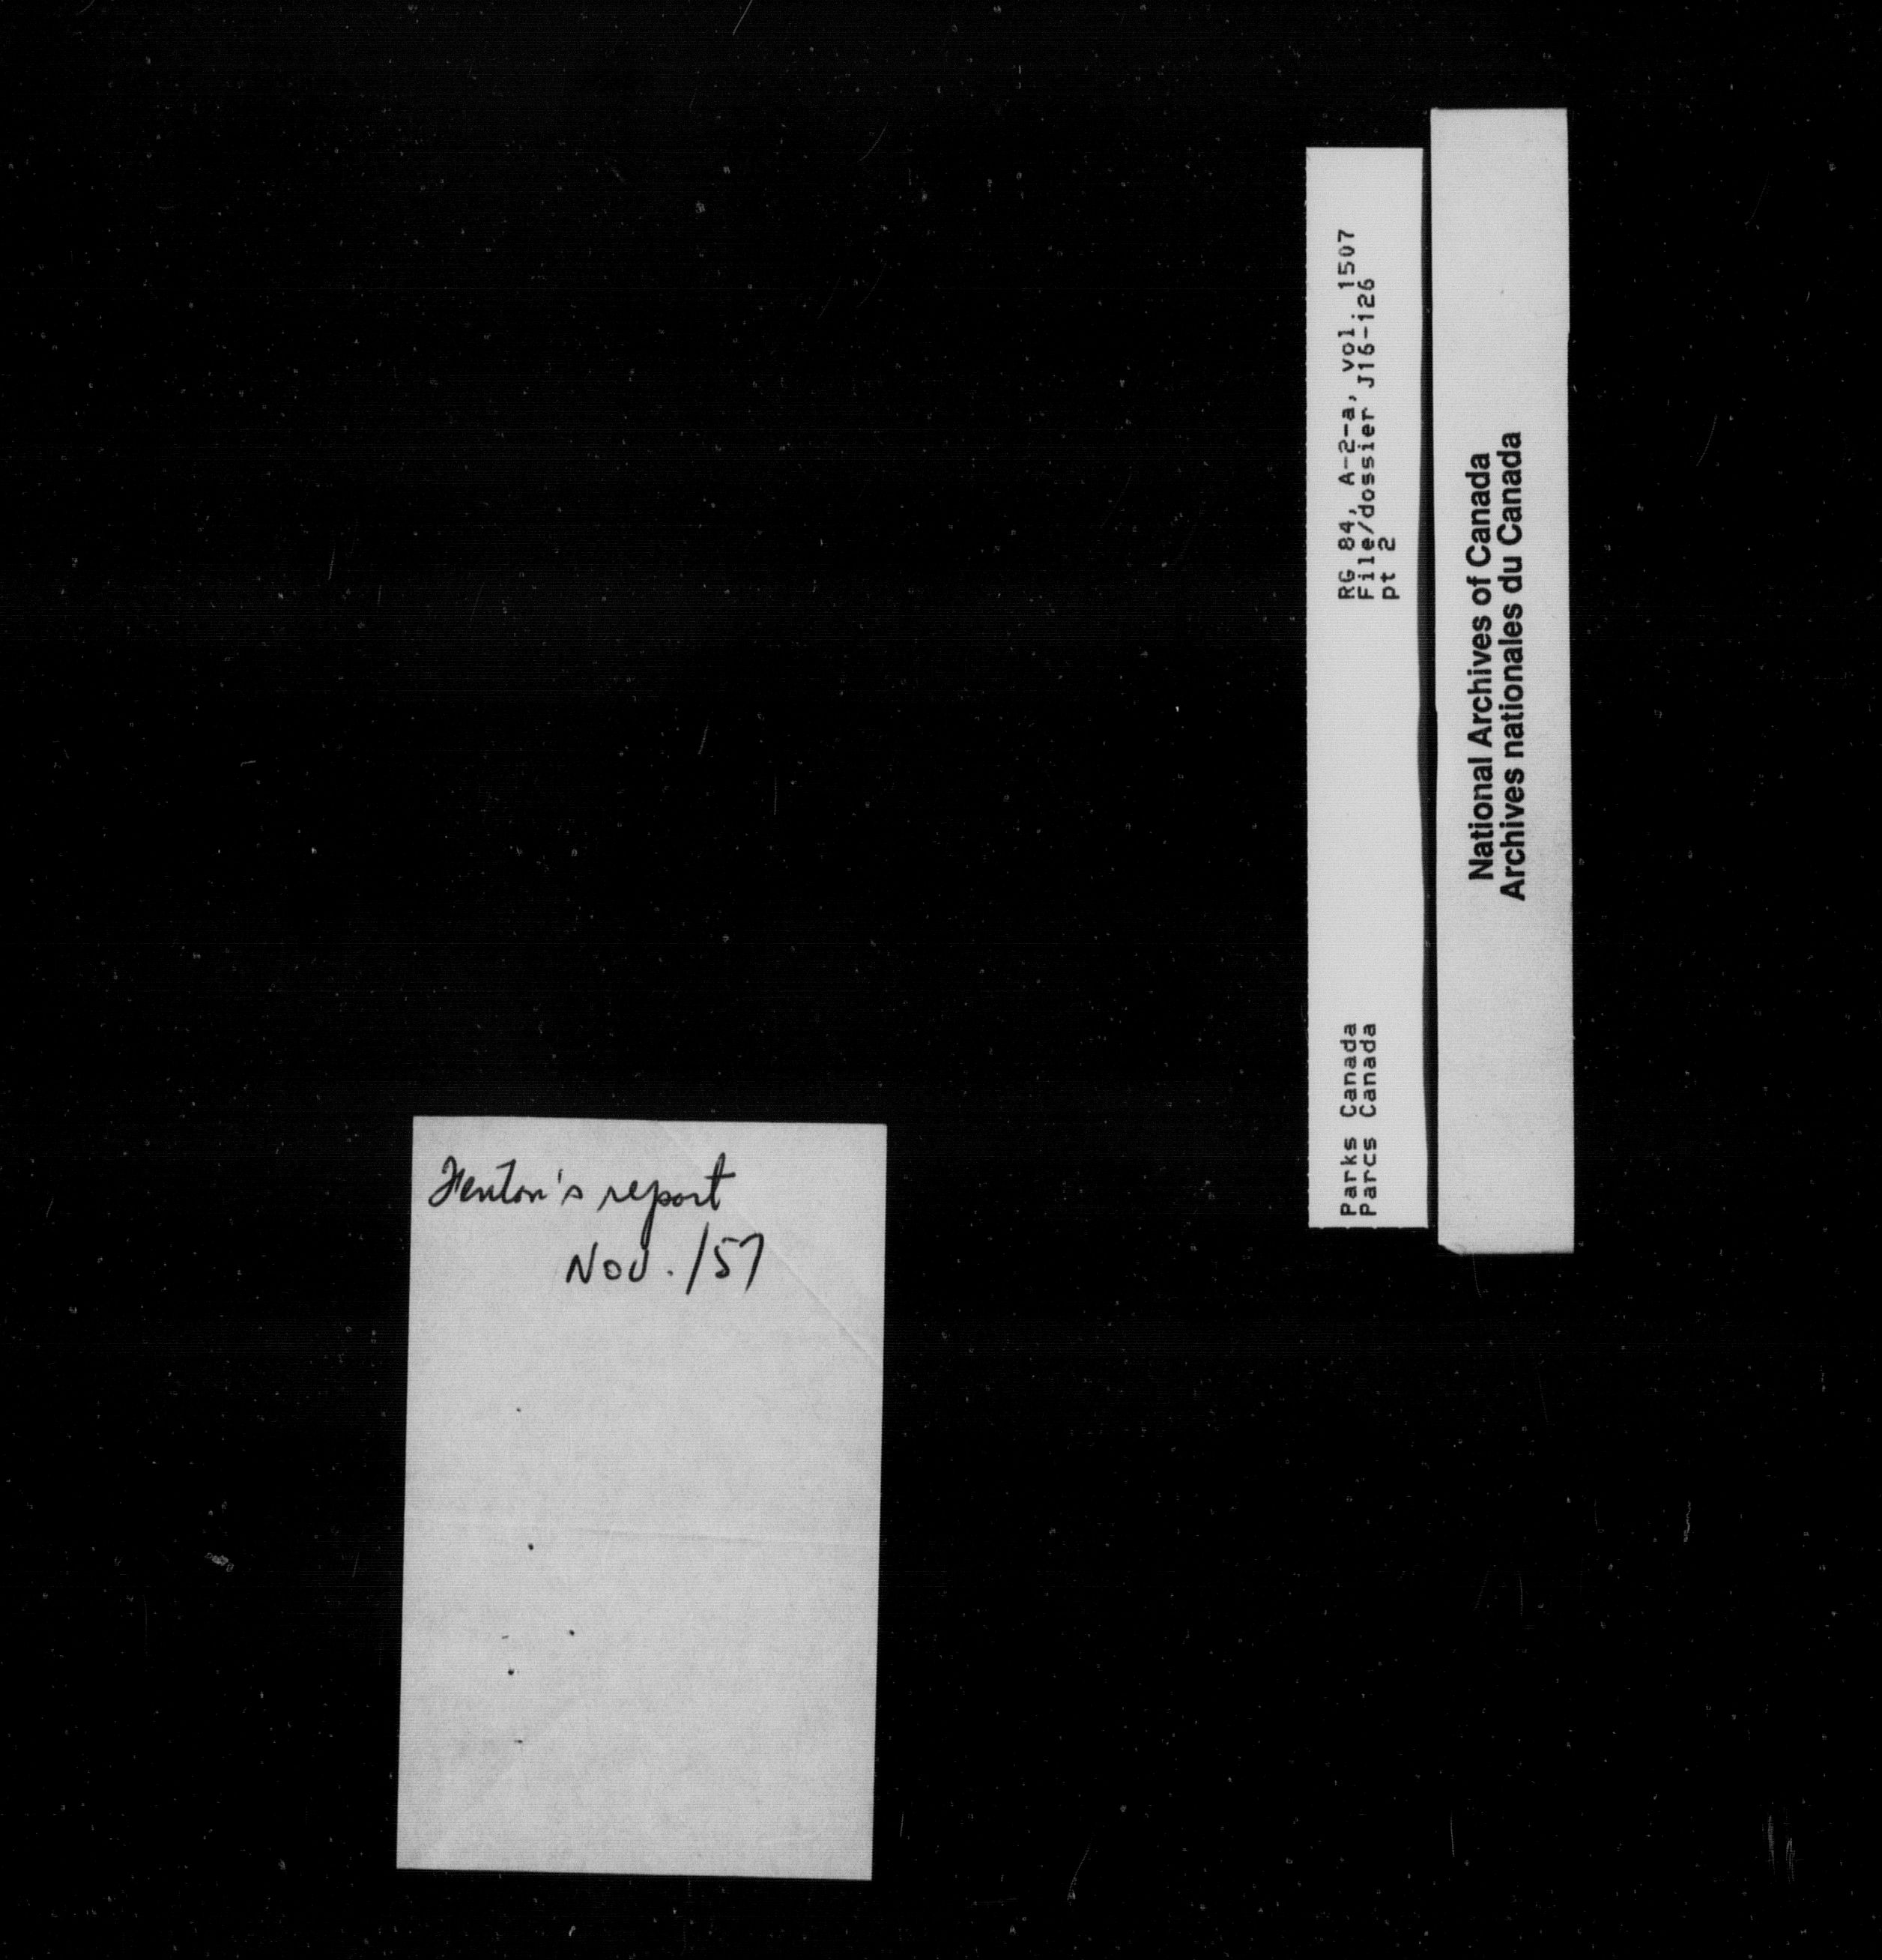 National Archives of Canada
Archives nationales du Canada
Parks Canada
Parcs Canada
RG 84, A-2-a, vol. 1507
File/dossier J16-126
pt 2
Fenton's report
Nov. /57